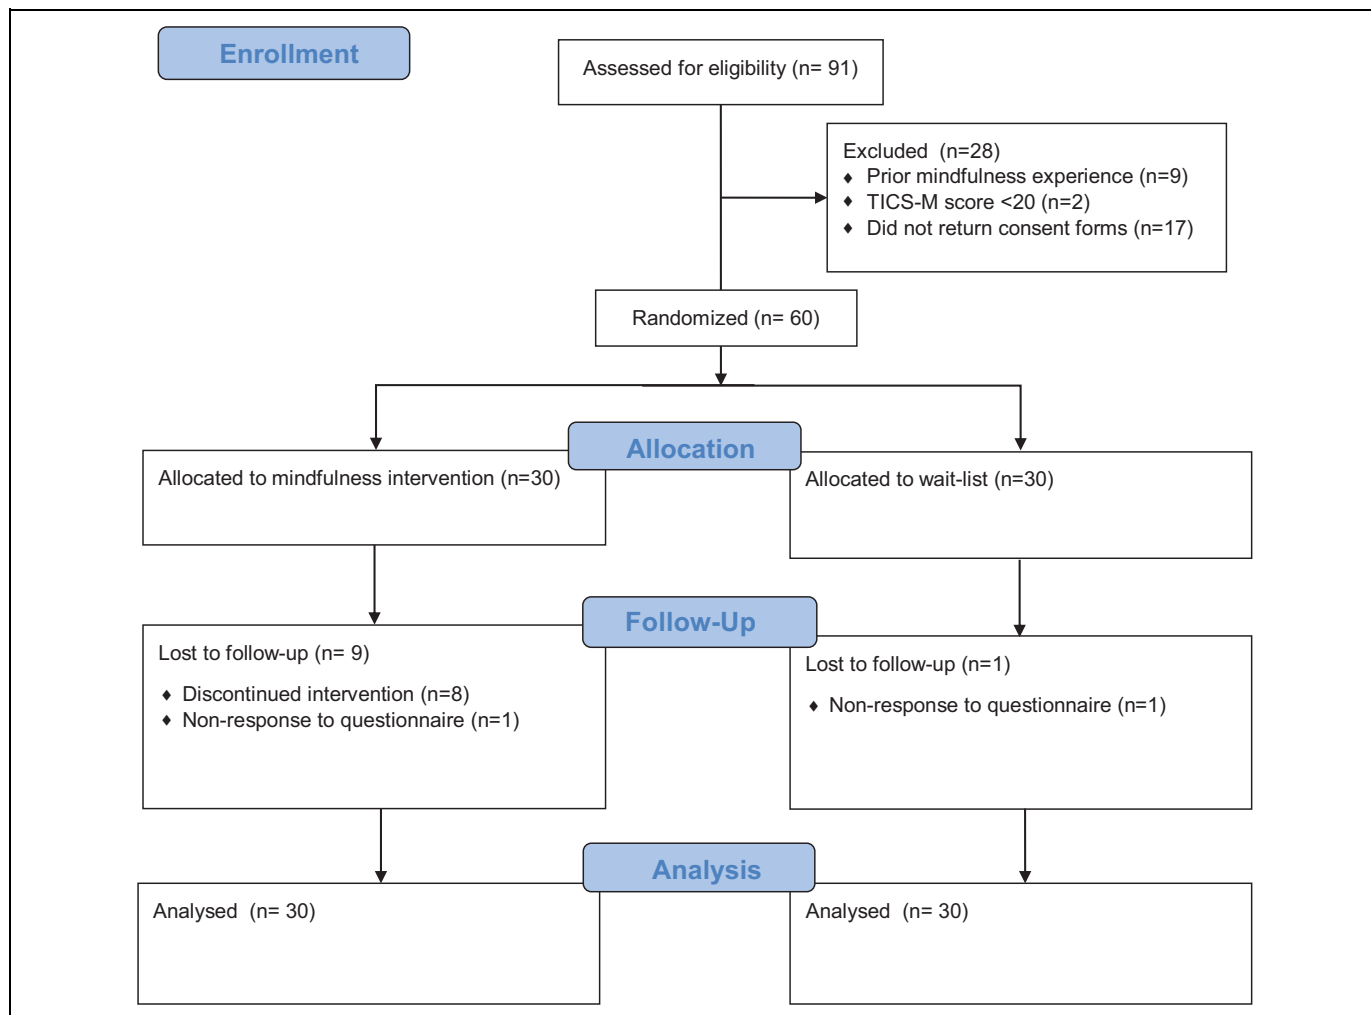 Enrollment
Assessed for eligibility (n= 91)
Excluded (n=28)
♦ Prior mindfulness experience (n=9)
♦ TICS-M score <20 (n=2)
♦ Did not return consent forms (n=17)
Randomized (n= 60)
Allocation
Allocated to mindfulness intervention (n=30)
Allocated to wait-list (n=30)
Follow-Up
Lost to follow-up (n= 9)
♦ Discontinued intervention (n=8)
♦ Non-response to questionnaire (n=1)
Lost to follow-up (n=1)
♦ Non-response to questionnaire (n=1)
Analysis
Analysed (n= 30)
Analysed (n= 30)